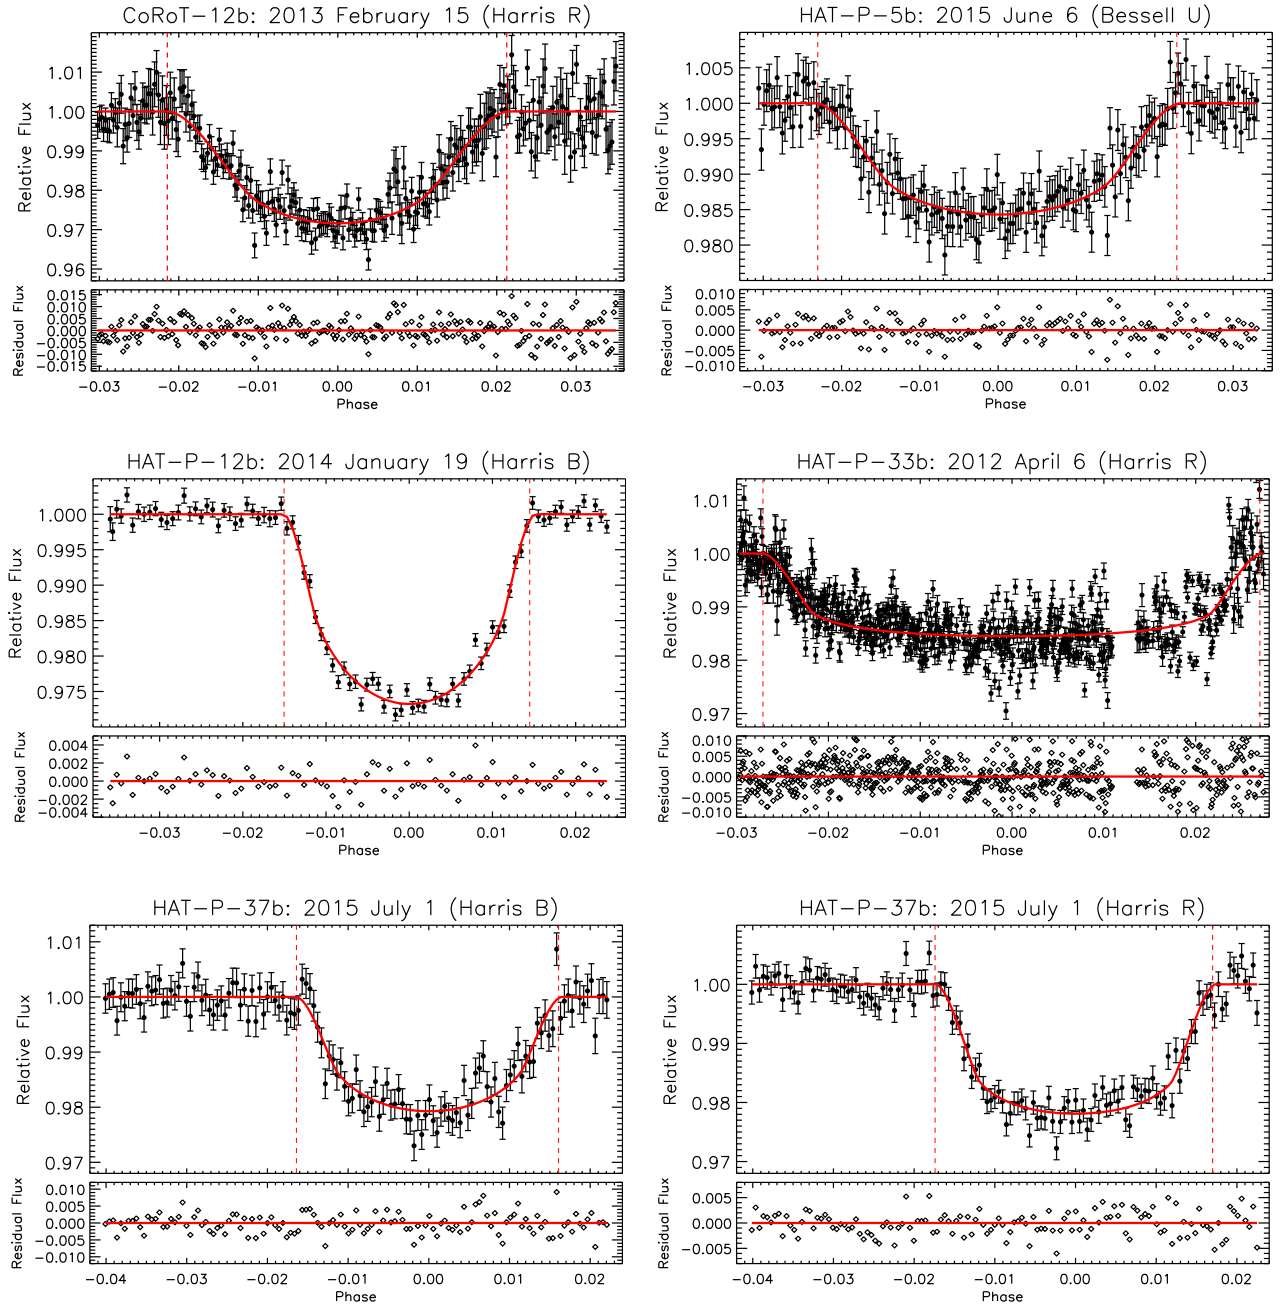 CoRoT−12b: 2013 February 15 (Harris R)
Relative Flux
1.01
1.00
0.99
0.98
0.97
0.96
Residual Flux
0.015
0.010
0.005
0.000
−0.005
−0.010
−0.015
−0.03 −0.02 −0.01 0.00 0.01 0.02 0.03
Phase
HAT−P−5b: 2015 June 6 (Bessell U)
Relative Flux
1.005
1.000
0.995
0.990
0.985
0.980
Residual Flux
0.010
0.005
0.000
−0.005
−0.010
−0.03 −0.02 −0.01 0.00 0.01 0.02 0.03
Phase
HAT−P−12b: 2014 January 19 (Harris B)
Relative Flux
1.000
0.995
0.990
0.985
0.980
0.975
Residual Flux
0.004
0.002
0.000
−0.002
−0.004
−0.03 −0.02 −0.01 0.00 0.01 0.02
Phase
HAT−P−33b: 2012 April 6 (Harris R)
Relative Flux
1.01
1.00
0.99
0.98
0.97
Residual Flux
0.010
0.005
0.000
−0.005
−0.010
−0.03 −0.02 −0.01 0.00 0.01 0.02
Phase
HAT−P−37b: 2015 July 1 (Harris B)
Relative Flux
1.01
1.00
0.99
0.98
0.97
Residual Flux
0.010
0.005
0.000
−0.005
−0.010
−0.04 −0.03 −0.02 −0.01 0.00 0.01 0.02
Phase
HAT−P−37b: 2015 July 1 (Harris R)
Relative Flux
1.00
0.99
0.98
0.97
Residual Flux
0.005
0.000
−0.005
−0.04 −0.03 −0.02 −0.01 0.00 0.01 0.02
Phase